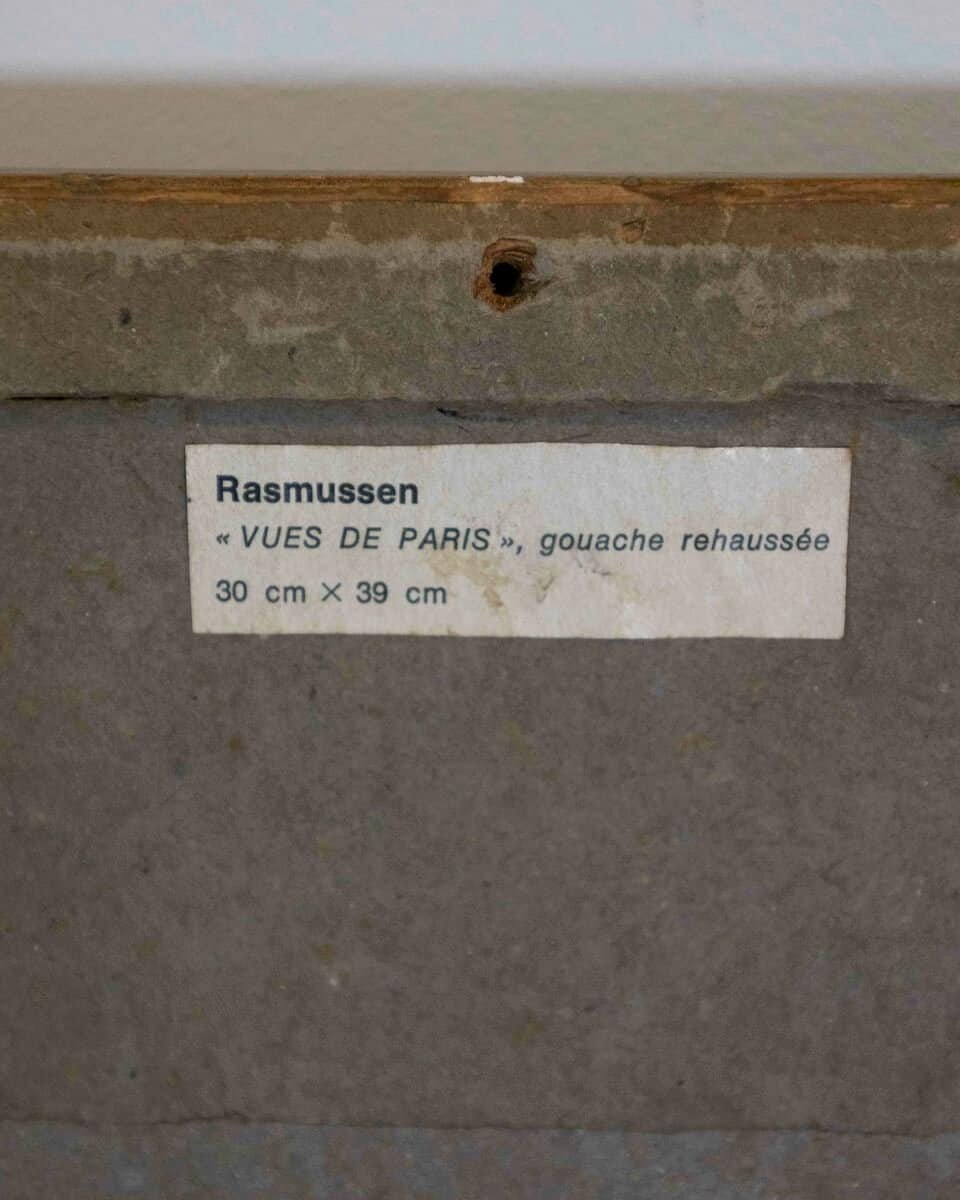 Rasmussen
« VUES DE PARIS », gouache rehaussée
30 cm × 39 cm